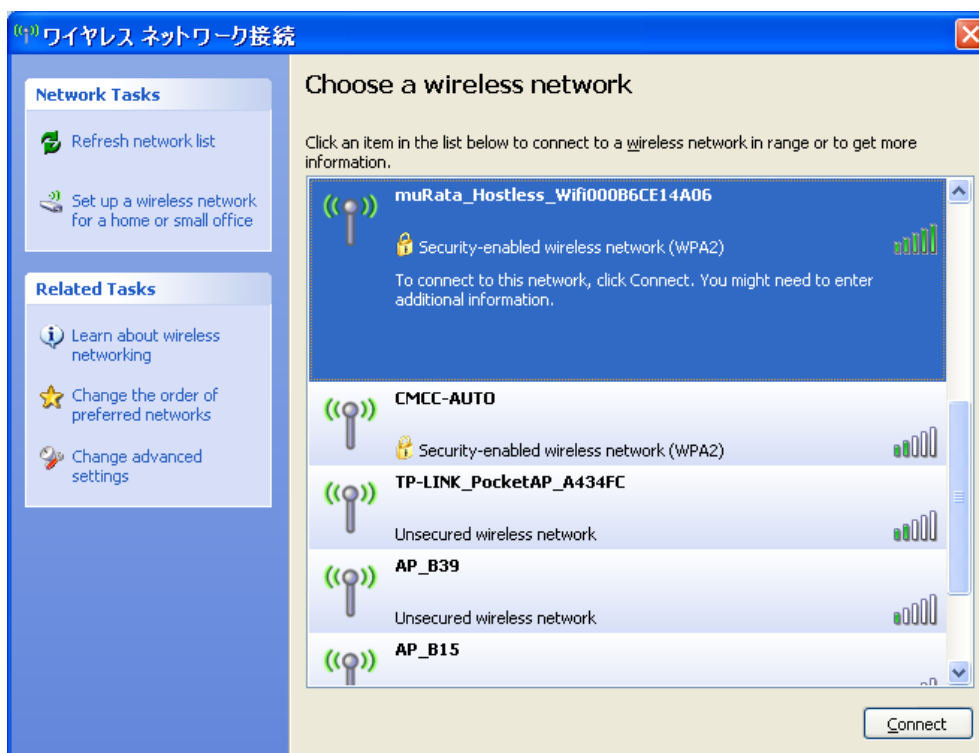 ワイヤレス ネットワーク接続
Network Tasks
Refresh network list
Set up a wireless network
for a home or small office
Related Tasks
Learn about wireless
networking
Change the order of
preferred networks
Change advanced
settings
Choose a wireless network
Click an item in the list below to connect to a wireless network in range or to get more
information.
muRata_Hostless_Wifi000B6CE14A06
Security-enabled wireless network (WPA2)
To connect to this network, click Connect. You might need to enter
additional information.
CMCC-AUTO
Security-enabled wireless network (WPA2)
TP-LINK_PocketAP_A434FC
Unsecured wireless network
AP_B39
Unsecured wireless network
AP_B15
Connect